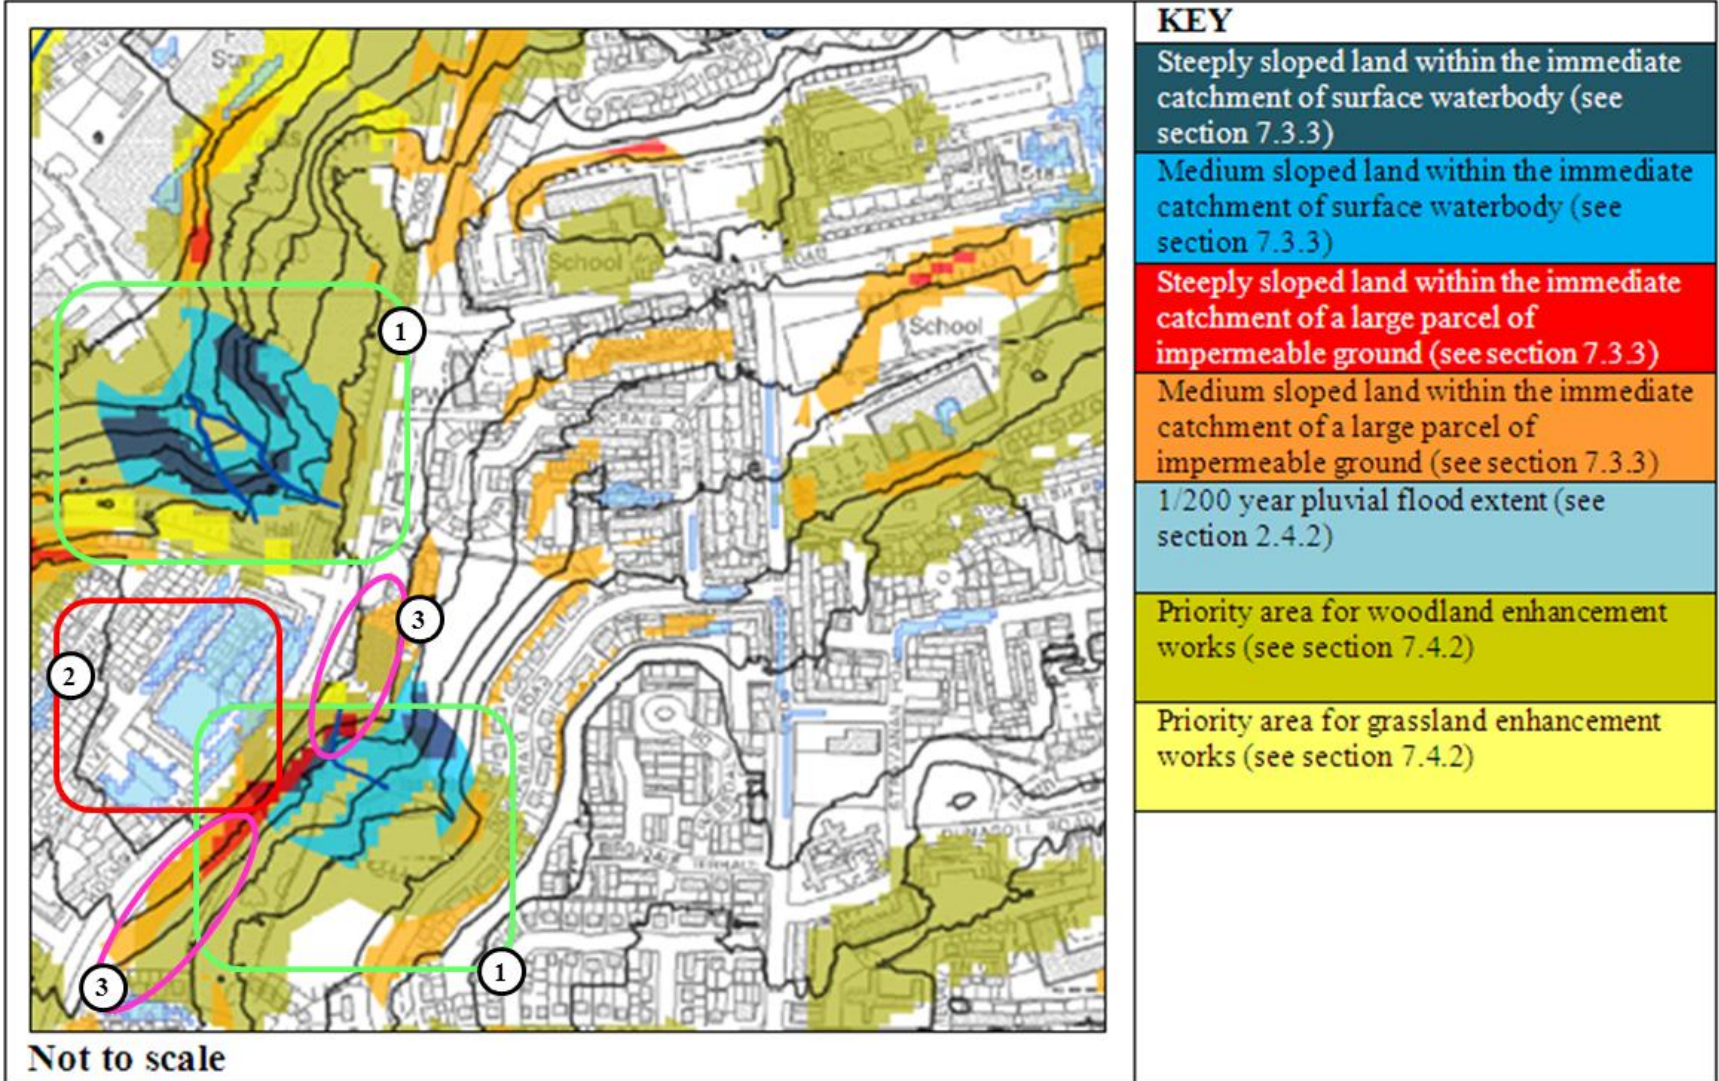 KEY
Steeply sloped land within the immediate
catchment of surface waterbody (see
section 7.3.3)
Medium sloped land within the immediate
catchment of surface waterbody (see
section 7.3.3)
Steeply sloped land within the immediate
catchment of a large parcel of
impermeable ground (see section 7.3.3)
Medium sloped land within the immediate
catchment of a large parcel of
impermeable ground (see section 7.3.3)
1/200 year pluvial flood extent (see
section 2.4.2)
Priority area for woodland enhancement
works (see section 7.4.2)
Priority area for grassland enhancement
works (see section 7.4.2)
School
ROAD
School
1
PW
PW
Hall
3
2
ROAD
3
1
Not to scale